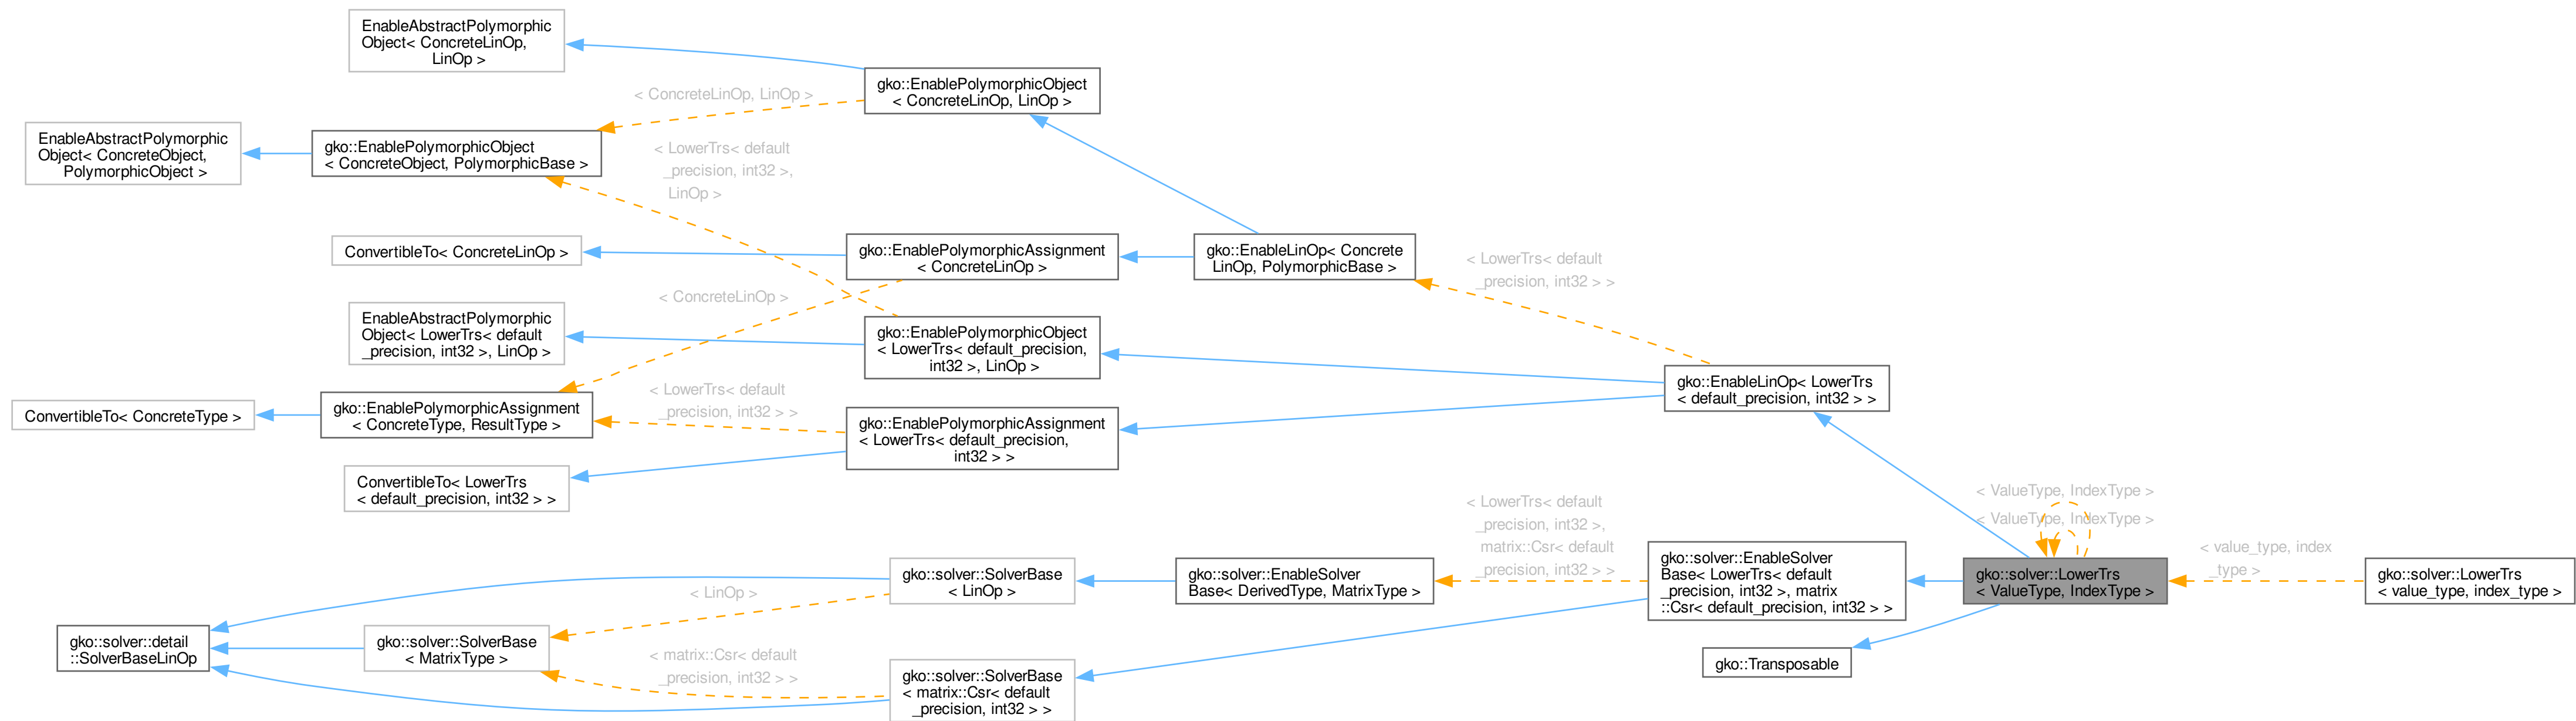 EnableAbstractPolymorphic
Object< ConcreteLinOp,
LinOp >
gko::EnablePolymorphicObject
< ConcreteLinOp, LinOp >
< ConcreteLinOp, LinOp >
EnableAbstractPolymorphic
Object< ConcreteObject,
PolymorphicObject >
gko::EnablePolymorphicObject
< ConcreteObject, PolymorphicBase >
< LowerTrs< default
_precision, int32 >,
LinOp >
ConvertibleTo< ConcreteLinOp >
gko::EnablePolymorphicAssignment
< ConcreteLinOp >
gko::EnableLinOp< Concrete
LinOp, PolymorphicBase >
< LowerTrs< default
_precision, int32 > >
< ConcreteLinOp >
EnableAbstractPolymorphic
Object< LowerTrs< default
_precision, int32 >, LinOp >
gko::EnablePolymorphicObject
< LowerTrs< default_precision,
int32 >, LinOp >
gko::EnableLinOp< LowerTrs
< default_precision, int32 > >
ConvertibleTo< ConcreteType >
gko::EnablePolymorphicAssignment
< ConcreteType, ResultType >
< LowerTrs< default
_precision, int32 > >
gko::EnablePolymorphicAssignment
< LowerTrs< default_precision,
int32 > >
ConvertibleTo< LowerTrs
< default_precision, int32 > >
< ValueType, IndexType >
< ValueType, IndexType >
< LowerTrs< default
_precision, int32 >,
matrix::Csr< default
_precision, int32 > >
gko::solver::SolverBase
< LinOp >
gko::solver::EnableSolver
Base< DerivedType, MatrixType >
gko::solver::EnableSolver
Base< LowerTrs< default
_precision, int32 >, matrix
::Csr< default_precision, int32 > >
gko::solver::LowerTrs
< ValueType, IndexType >
< value_type, index
_type >
gko::solver::LowerTrs
< value_type, index_type >
< LinOp >
gko::solver::detail
::SolverBaseLinOp
gko::solver::SolverBase
< MatrixType >
< matrix::Csr< default
_precision, int32 > >
gko::solver::SolverBase
< matrix::Csr< default
_precision, int32 > >
gko::Transposable